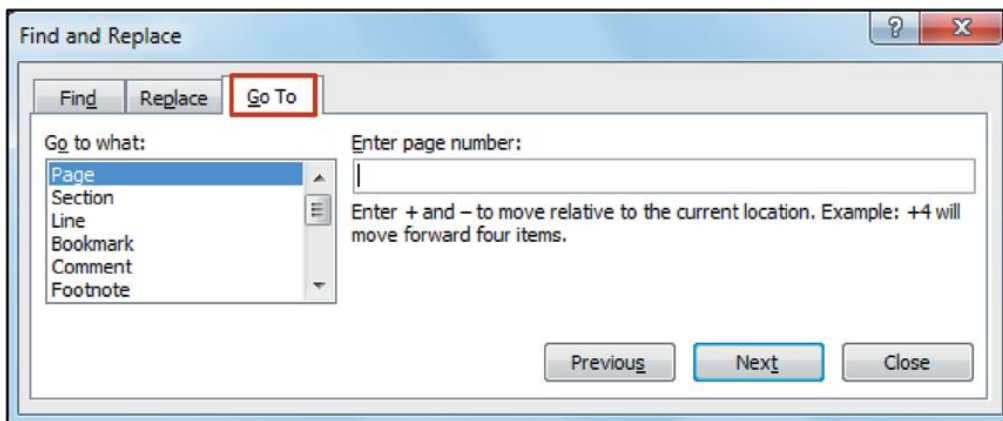 Find and Replace
Find Replace Go To
Go to what:
Page
Section
Line
Bookmark
Comment
Footnote
Enter page number:
Enter + and – to move relative to the current location. Example: +4 will
move forward four items.
Previous Next Close